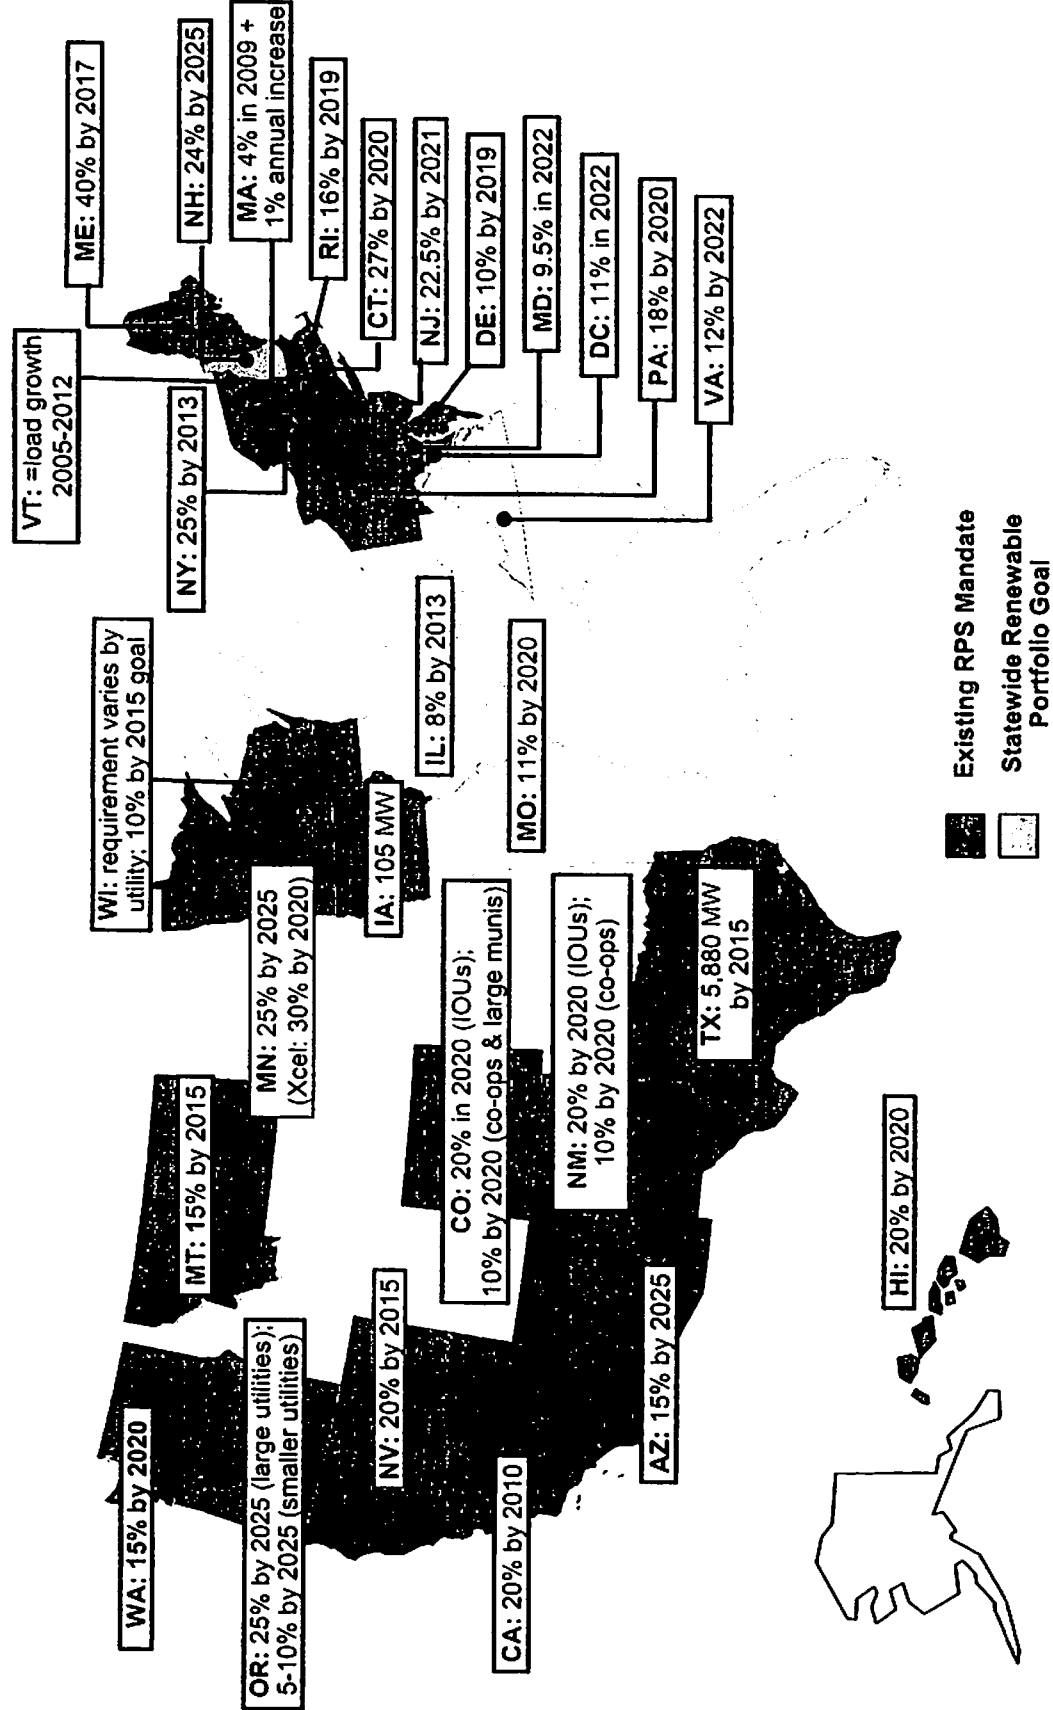 WA: 15% by 2020
OR: 25% by 2025 (large utilities);
5-10% by 2025 (smaller utilities)
MT: 15% by 2015
NV: 20% by 2015
CA: 20% by 2010
AZ: 15% by 2025
CO: 20% in 2020 (IOUs);
10% by 2020 (co-ops & large munis)
NM: 20% by 2020 (IOUs);
10% by 2020 (co-ops)
TX: 5,880 MW
by 2015
HI: 20% by 2020
MN: 25% by 2025
(Xcel: 30% by 2020)
WI: requirement varies by
utility; 10% by 2015 goal
IA: 105 MW
IL: 8% by 2013
MO: 11% by 2020
VT: =load growth
2005-2012
NY: 25% by 2013
ME: 40% by 2017
NH: 24% by 2025
MA: 4% in 2009 +
1% annual increase
RI: 16% by 2019
CT: 27% by 2020
NJ: 22.5% by 2021
DE: 10% by 2019
MD: 9.5% in 2022
DC: 11% in 2022
PA: 18% by 2020
VA: 12% by 2022
Existing RPS Mandate
Statewide Renewable
Portfolio Goal